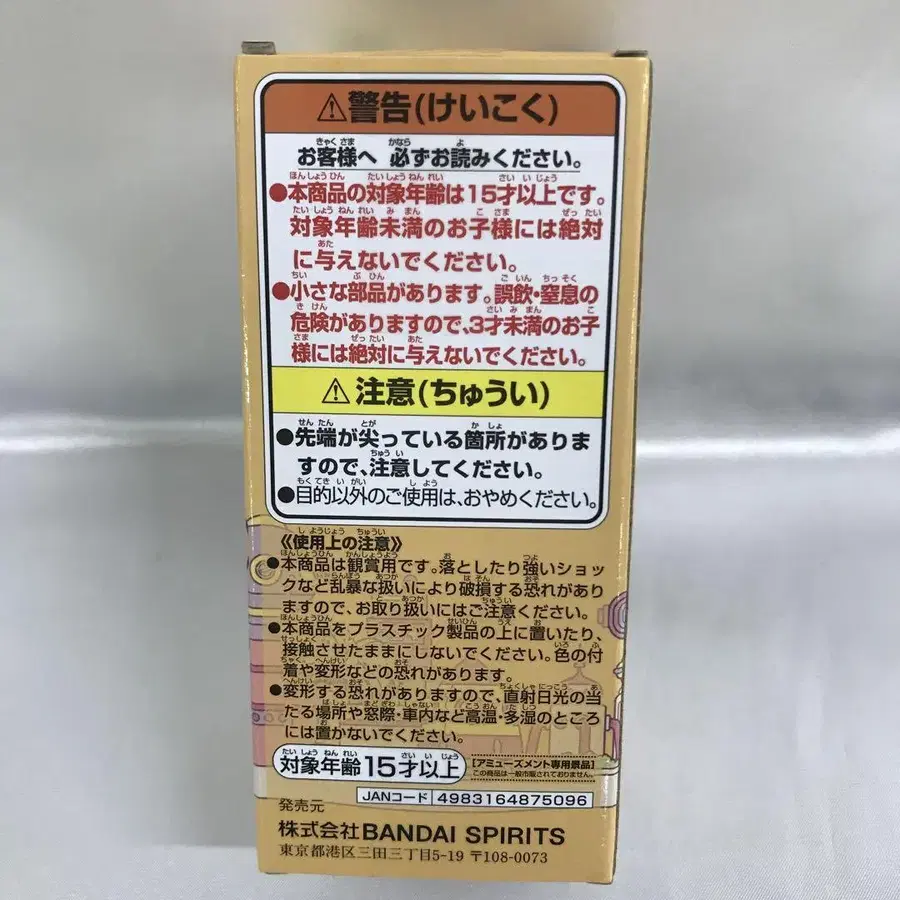 ⚠警告(けいこく)
お客様へ 必ずお読みください。
●本商品の対象年齢は15才以上です。
対象年齢未満のお子様には絶対
に与えないでください。
●小さな部品があります。誤飲・窒息の
危険がありますので、3才未満のお子
様には絶対に与えないでください。
⚠注意(ちゅうい)
●先端が尖っている箇所がありま
すので、注意してください。
●目的以外のご使用は、おやめください。
《使用上の注意》
●本商品は観賞用です。落としたり強いショッ
クなど乱暴な扱いにより破損する恐れがあり
ますので、お取り扱いにはご注意ください。
●本商品をプラスチック製品の上に置いたり、
接触させたままにしないでください。色の付
着や変形などの恐れがあります。
●変形する恐れがありますので、直射日光の当
たる場所や窓際・車内など高温・多湿のところ
には置かないでください。
対象年齢15才以上
【アミューズメント専用景品】
この商品は一般市販されておりません。
JANコード 4983164875096
発売元
株式会社BANDAI SPIRITS
東京都港区三田三丁目5-19 〒108-0073